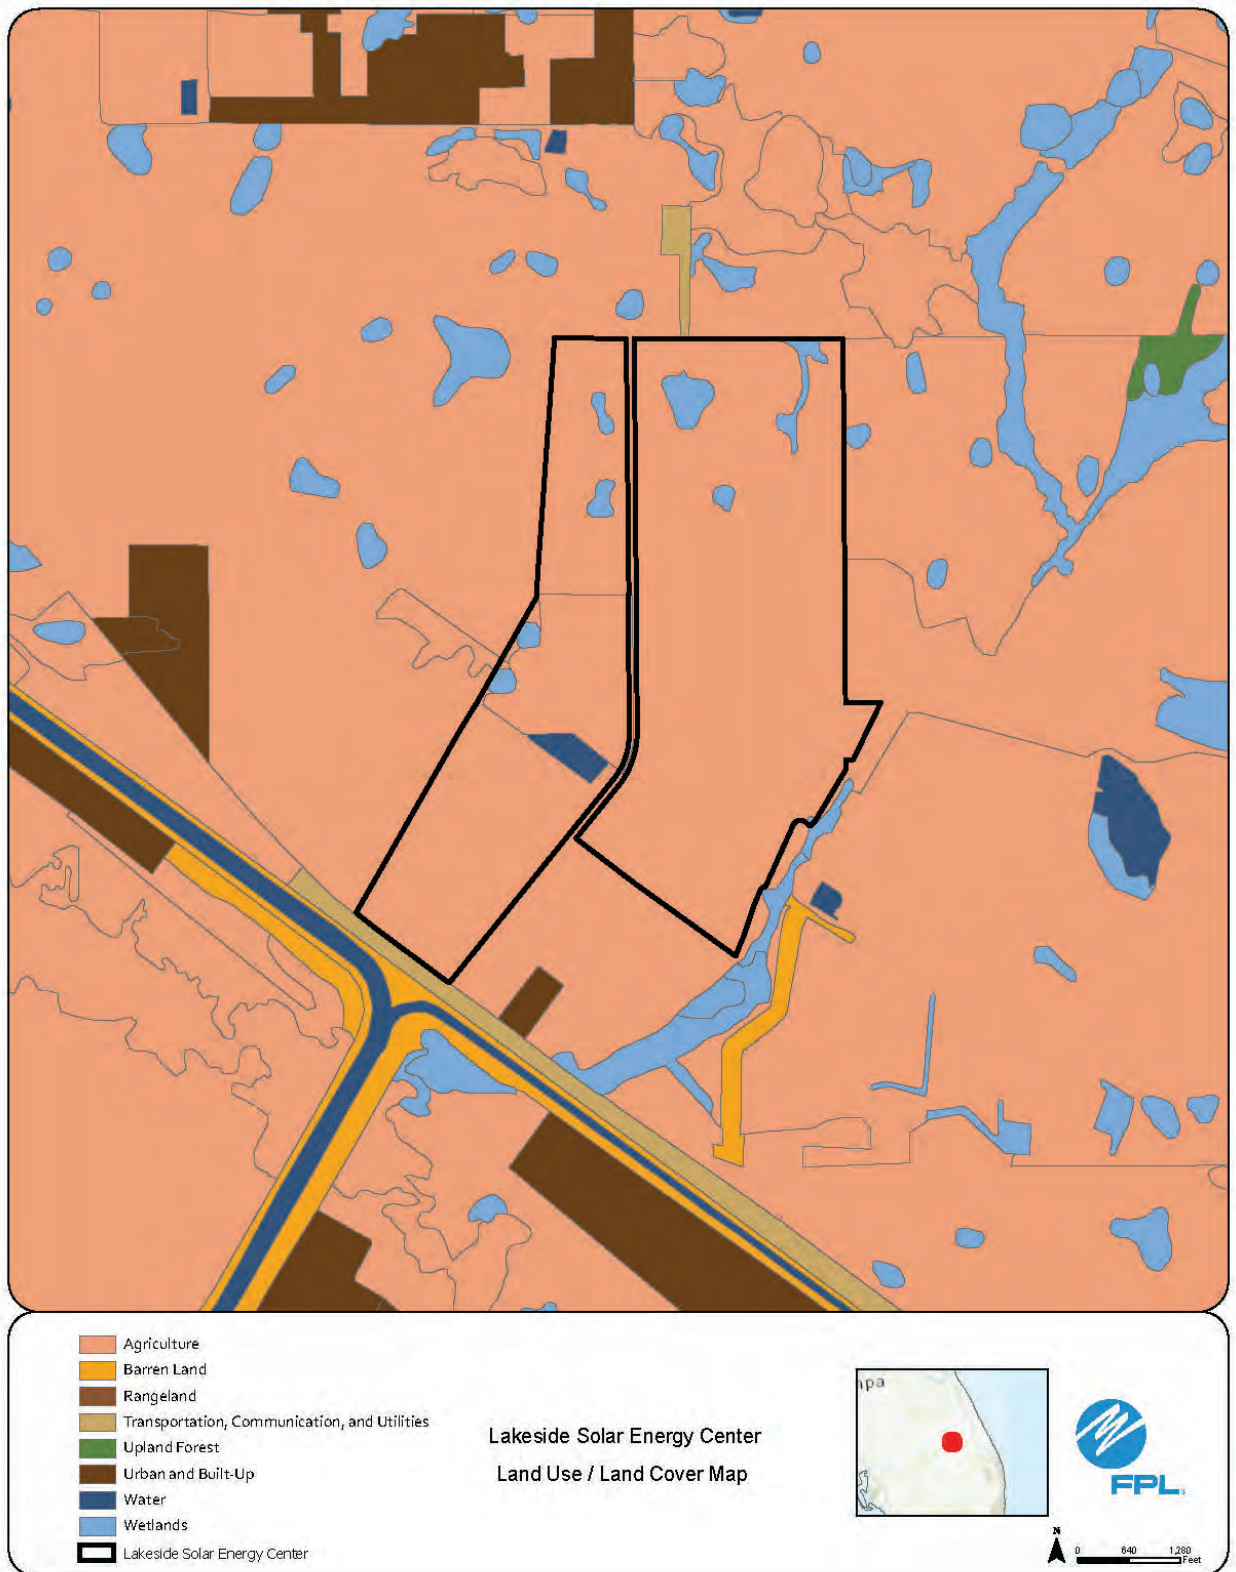 Agriculture
Barren Land
Rangeland
Transportation, Communication, and Utilities
Upland Forest
Urban and Built-Up
Water
Wetlands
Lakeside Solar Energy Center
Lakeside Solar Energy Center
Land Use / Land Cover Map
npa
FPL
N
0 640 1,280
Feet